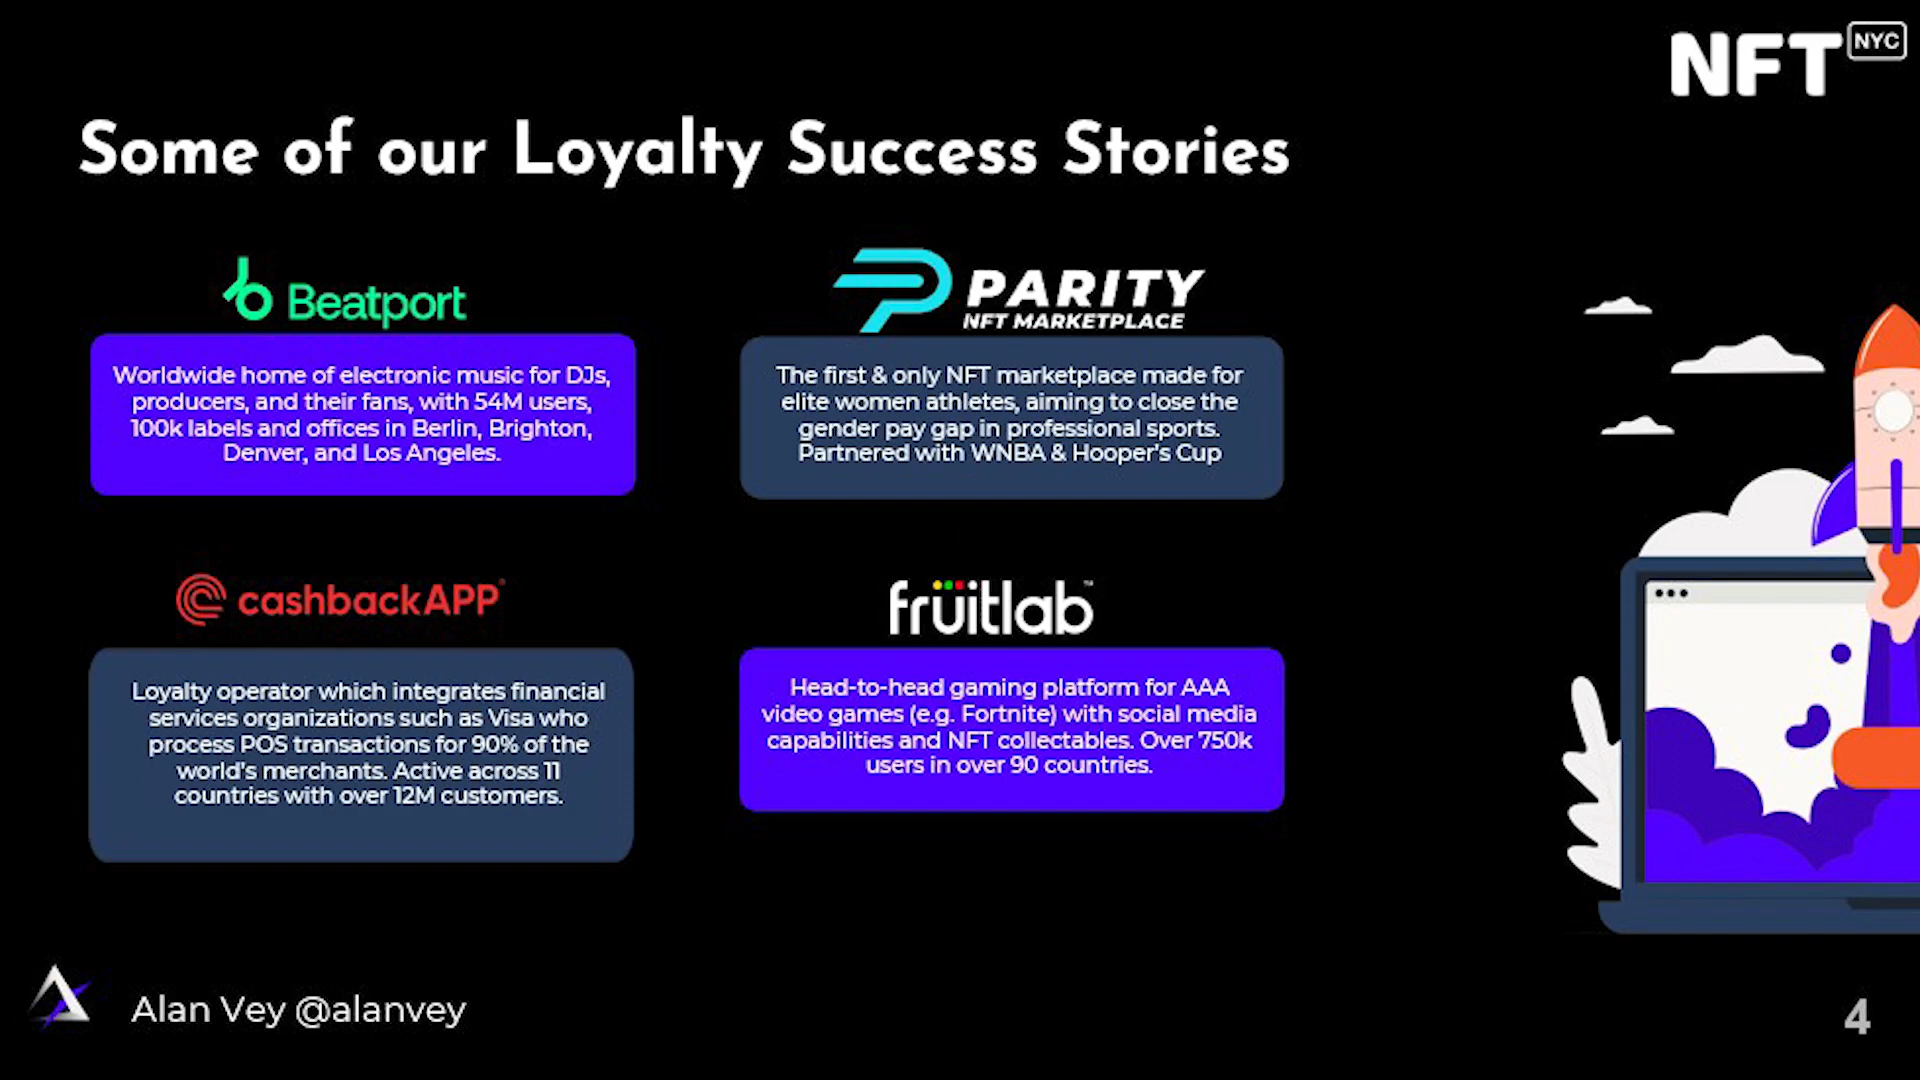 NFT NYC
Some of our Loyalty Success Stories
Beatport
Worldwide home of electronic music for DJs,
producers, and their fans, with 54M users,
100k labels and offices in Berlin, Brighton,
Denver, and Los Angeles.
PARITY
NFT MARKETPLACE
The first & only NFT marketplace made for
elite women athletes, aiming to close the
gender pay gap in professional sports.
Partnered with WNBA & Hooper's Cup
cashbackAPP®
Loyalty operator which integrates financial
services organizations such as Visa who
process POS transactions for 90% of the
world's merchants. Active across 11
countries with over 12M customers.
früitlab™
Head-to-head gaming platform for AAA
video games (e.g. Fortnite) with social media
capabilities and NFT collectables. Over 750k
users in over 90 countries.
Alan Vey @alanvey
4